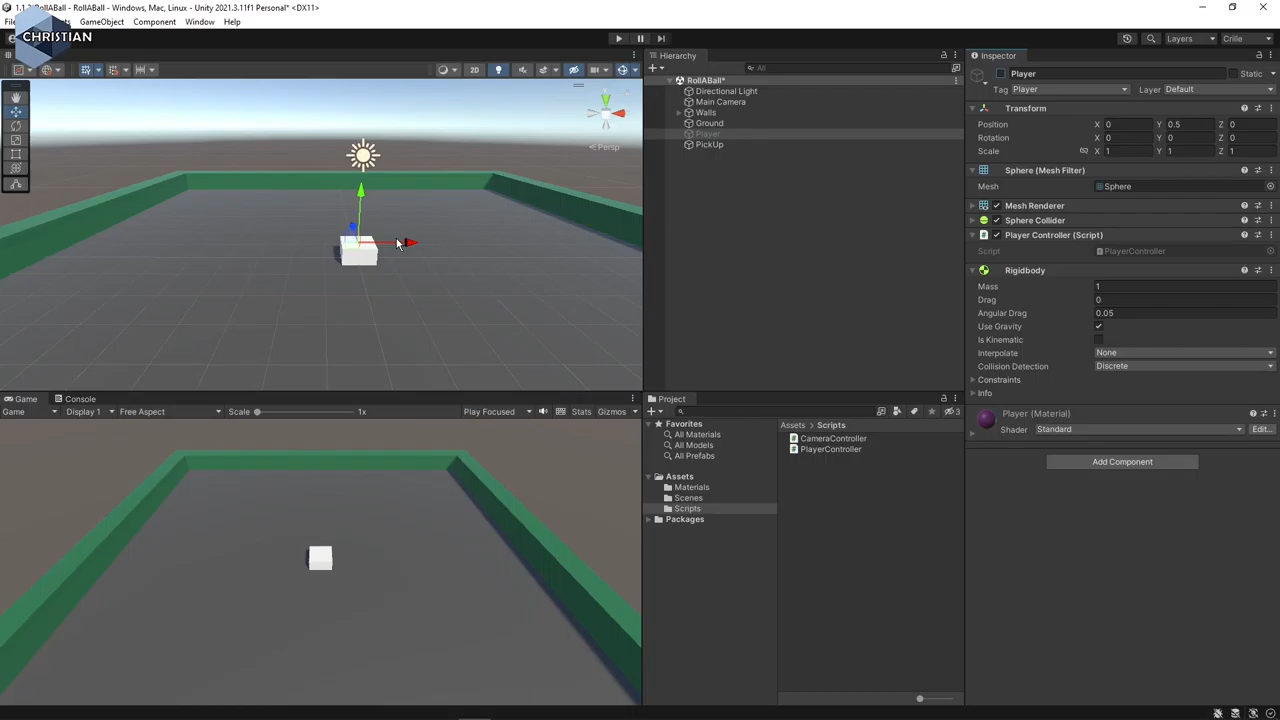 1.1.2 RollABall - RollABall - Windows, Mac, Linux - Unity 2021.3.11f1 Personal* <DX11>
GameObject Component Window Help
CHRISTIAN
Layers Crille
2D
Persp
Hierarchy
All
RollABall*
Directional Light
Main Camera
Walls
Ground
Player
PickUp
Inspector
Player Static
Tag Player Layer Default
Transform
Position X 0 Y 0.5 Z 0
Rotation X 0 Y 0 Z 0
Scale X 1 Y 1 Z 1
Sphere (Mesh Filter)
Mesh Sphere
Mesh Renderer
Sphere Collider
Player Controller (Script)
Script PlayerController
Rigidbody
Mass 1
Drag 0
Angular Drag 0.05
Use Gravity
Is Kinematic
Interpolate None
Collision Detection Discrete
Constraints
Info
Player (Material)
Shader Standard Edit...
Add Component
Game Console
Game Display 1 Free Aspect Scale 1x Play Focused Stats Gizmos
Project
3
Favorites
All Materials
All Models
All Prefabs
Assets
Materials
Scenes
Scripts
Packages
Assets > Scripts
CameraController
PlayerController